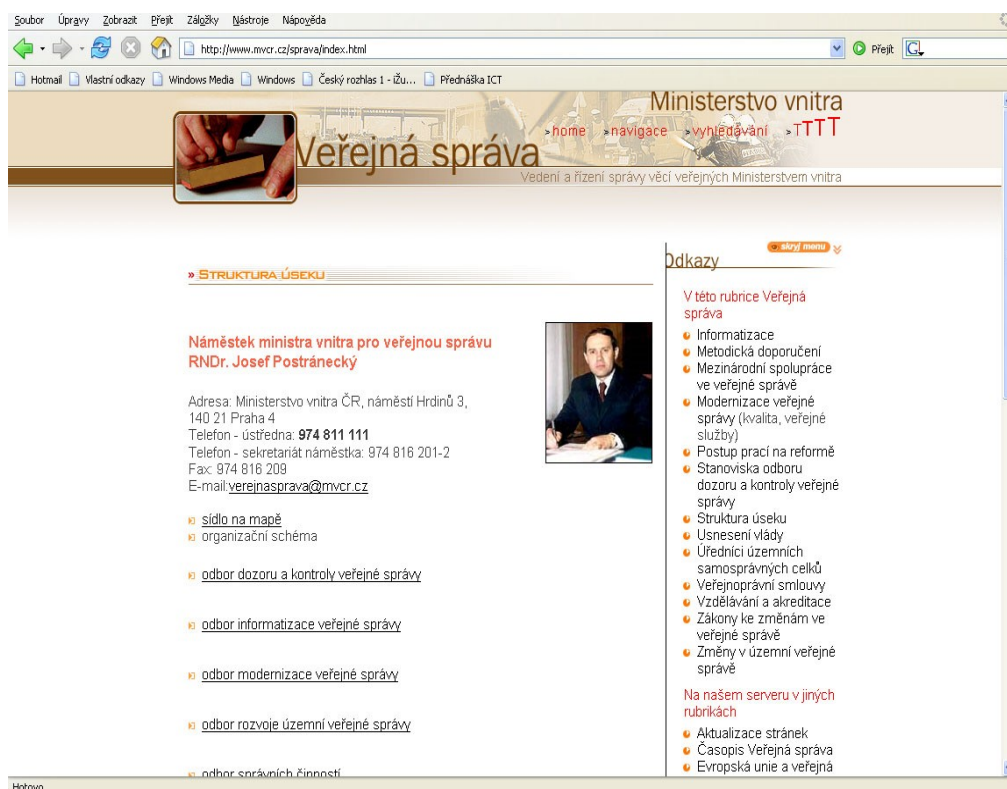 Soubor Úpravy Zobrazit Přejít Záložky Nástroje Nápověda
http://www.mvcr.cz/sprava/index.html Přejít G
Hotmail Vlastní odkazy Windows Media Windows Český rozhlas 1 - iŽu... Přednáška ICT
Ministerstvo vnitra
»home »navigace »vyhledávání »TTTT
Veřejná správa
Vedení a řízení správy věcí veřejných Ministerstvem vnitra
» STRUKTURA ÚSEKU
Náměstek ministra vnitra pro veřejnou správu
RNDr. Josef Postránecký
Adresa: Ministerstvo vnitra ČR, náměstí Hrdinů 3,
140 21 Praha 4
Telefon - ústředna: 974 811 111
Telefon - sekretariát náměstka: 974 816 201-2
Fax: 974 816 209
E-mail:verejnasprava@mvcr.cz
sídlo na mapě
organizační schéma
odbor dozoru a kontroly veřejné správy
odbor informatizace veřejné správy
odbor modernizace veřejné správy
odbor rozvoje územní veřejné správy
odbor správních činností
skryj menu
Odkazy
V této rubrice Veřejná
správa
Informatizace
Metodická doporučení
Mezinárodní spolupráce
ve veřejné správě
Modernizace veřejné
správy (kvalita, veřejné
služby)
Postup prací na reformě
Stanoviska odboru
dozoru a kontroly veřejné
správy
Struktura úseku
Usnesení vlády
Úředníci územních
samosprávných celků
Veřejnoprávní smlouvy
Vzdělávání a akreditace
Zákony ke změnám ve
veřejné správě
Změny v územní veřejné
správě
Na našem serveru v jiných
rubrikách
Aktualizace stránek
Časopis Veřejná správa
Evropská unie a veřejná
Hotovo